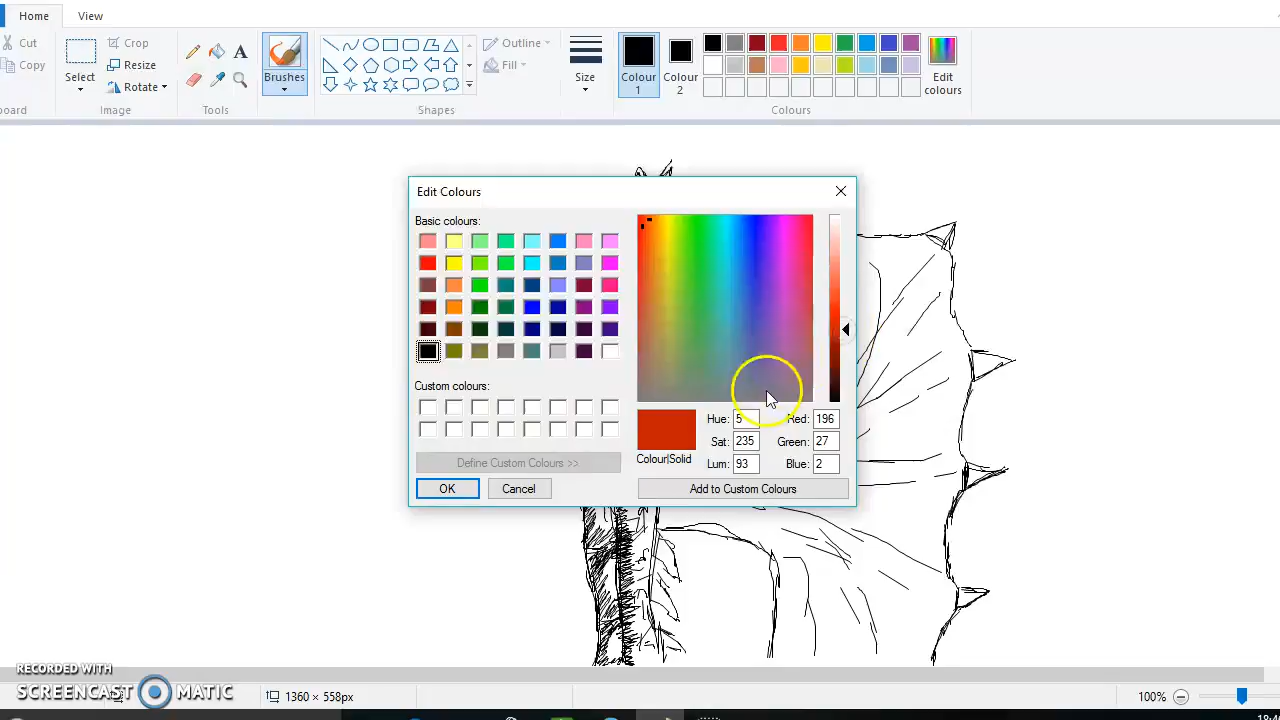 Home View
Cut
Copy
oard
Select
Crop
Resize
Rotate
Image
A
Tools
Brushes
Outline
Fill
Shapes
Size
Colour 1
Colour 2
Edit colours
Colours
Edit Colours
Basic colours:
Custom colours:
Define Custom Colours >>
OK Cancel
Colour|Solid
Hue: 5
Sat: 235
Lum: 93
Red: 196
Green: 27
Blue: 2
Add to Custom Colours
RECORDED WITH
SCREENCAST MATIC
1360 × 558px
100%